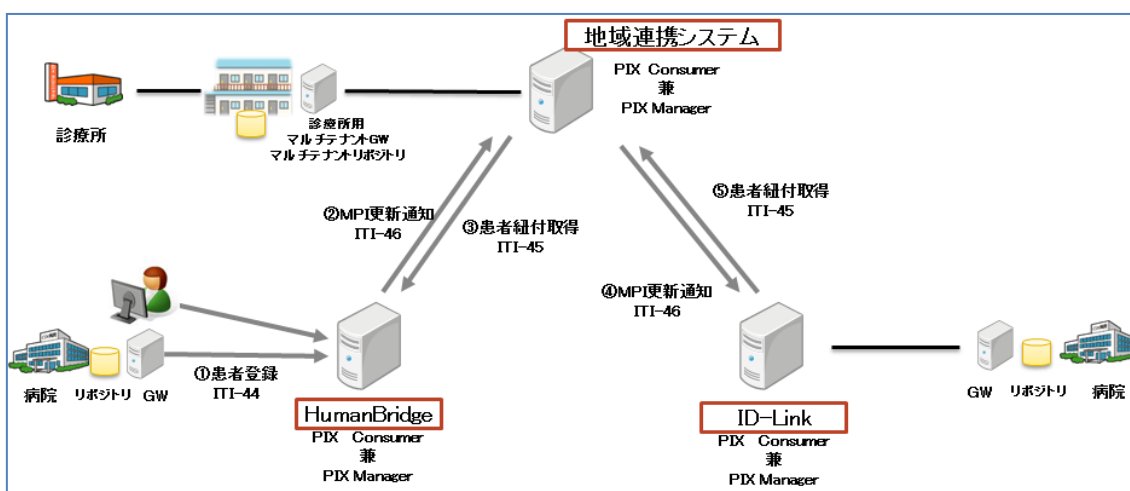 地域連携システム
PIX Consumer
兼
PIX Manager
診療所
診療所用
マルチテナントGW
マルチテナントリポジトリ
②MPI更新通知
ITI-46
③患者紐付取得
ITI-45
⑤患者紐付取得
ITI-45
④MPI更新通知
ITI-46
①患者登録
ITI-44
病院
リポジトリ
GW
HumanBridge
PIX Consumer
兼
PIX Manager
ID-Link
PIX Consumer
兼
PIX Manager
GW
リポジトリ
病院